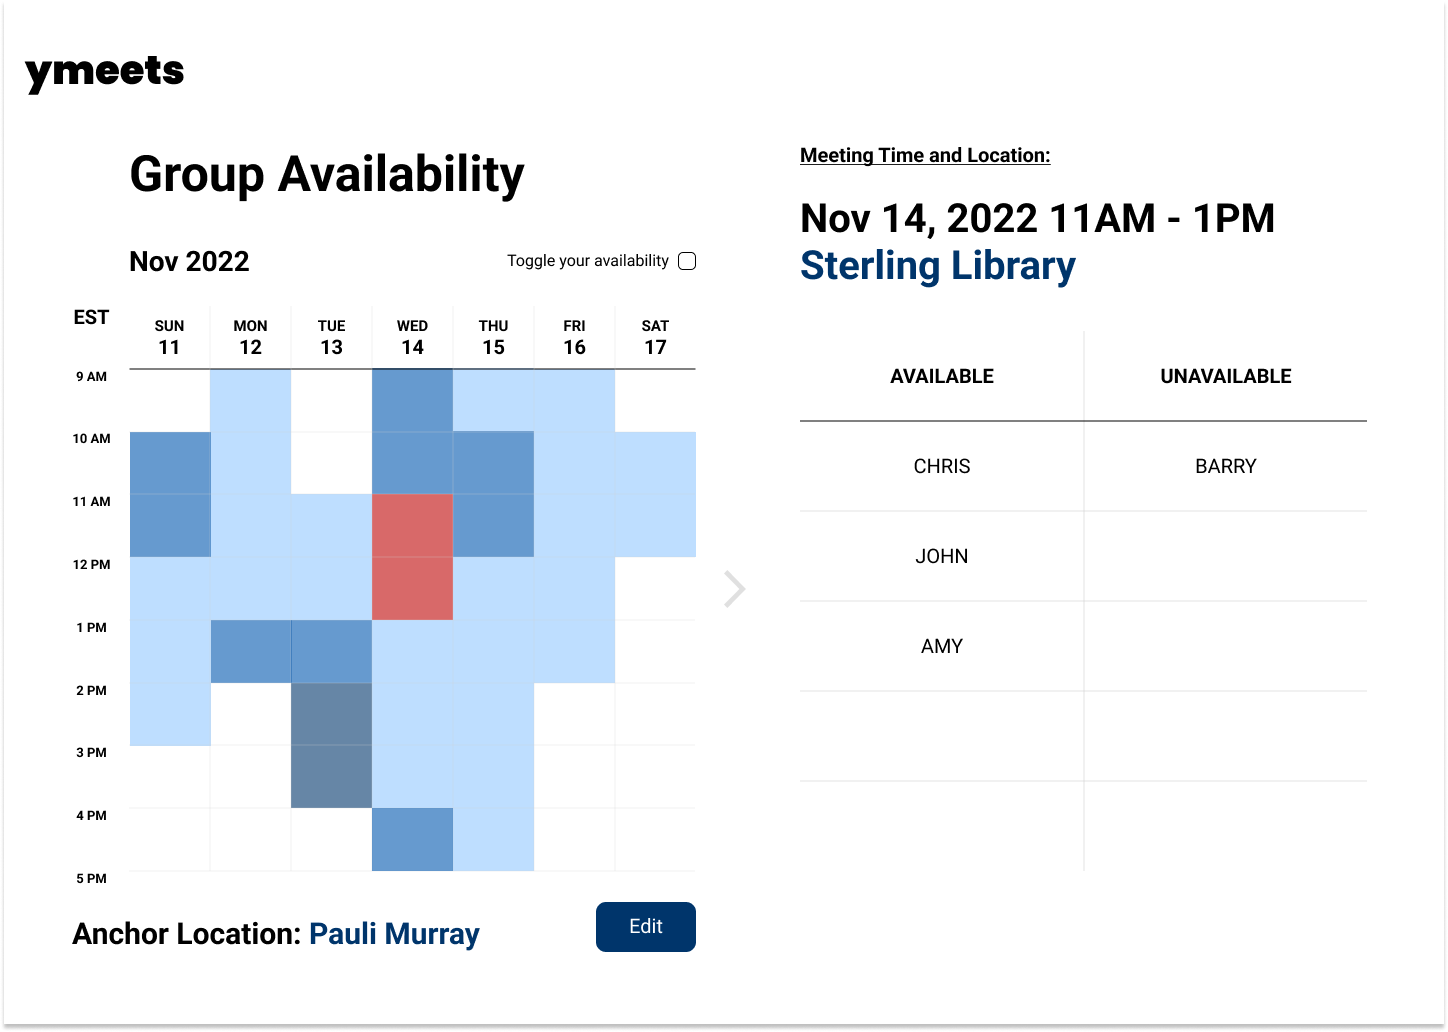 ymeets
Group Availability
Nov 2022
Toggle your availability
EST
SUN MON TUE WED THU FRI SAT
11 12 13 14 15 16 17
9 AM
10 AM
11 AM
12 PM
1 PM
2 PM
3 PM
4 PM
5 PM
Anchor Location: Pauli Murray
Edit
Meeting Time and Location:
Nov 14, 2022 11AM - 1PM
Sterling Library
AVAILABLE UNAVAILABLE
CHRIS BARRY
JOHN
AMY